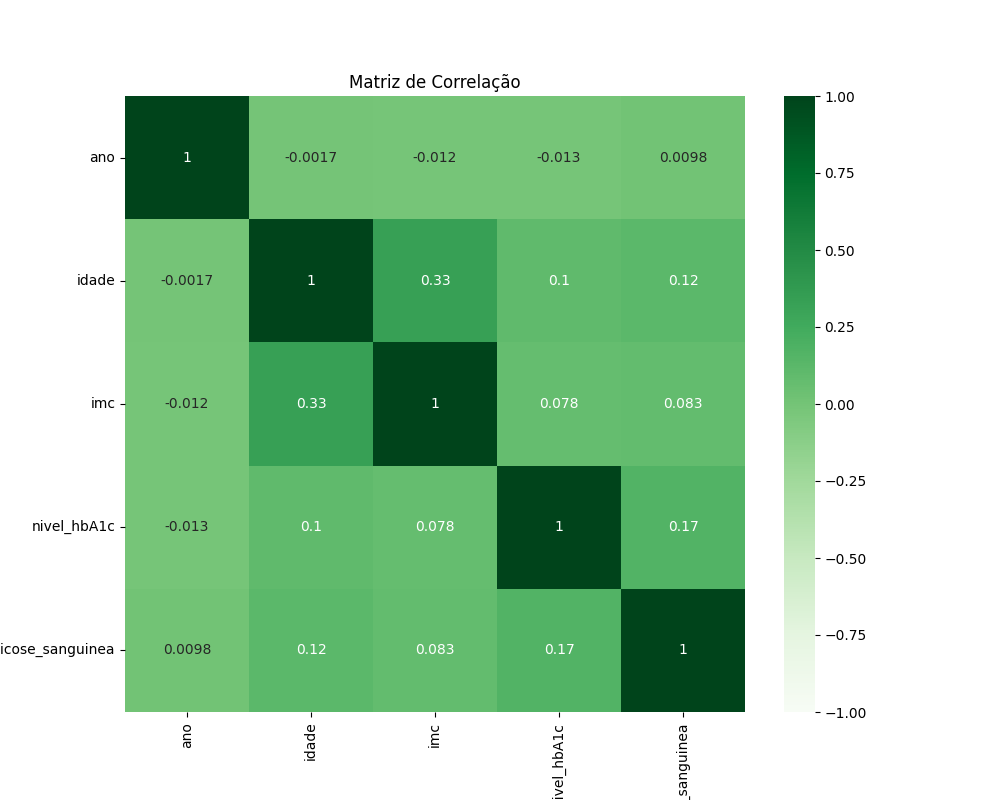 Matriz de Correlação
ano 1 -0.0017 -0.012 -0.013 0.0098
idade -0.0017 1 0.33 0.1 0.12
imc -0.012 0.33 1 0.078 0.083
nivel_hbA1c -0.013 0.1 0.078 1 0.17
icose_sanguinea 0.0098 0.12 0.083 0.17 1
ano
idade
imc
ivel_hbA1c
_sanguinea
1.00
0.75
0.50
0.25
0.00
−0.25
−0.50
−0.75
−1.00